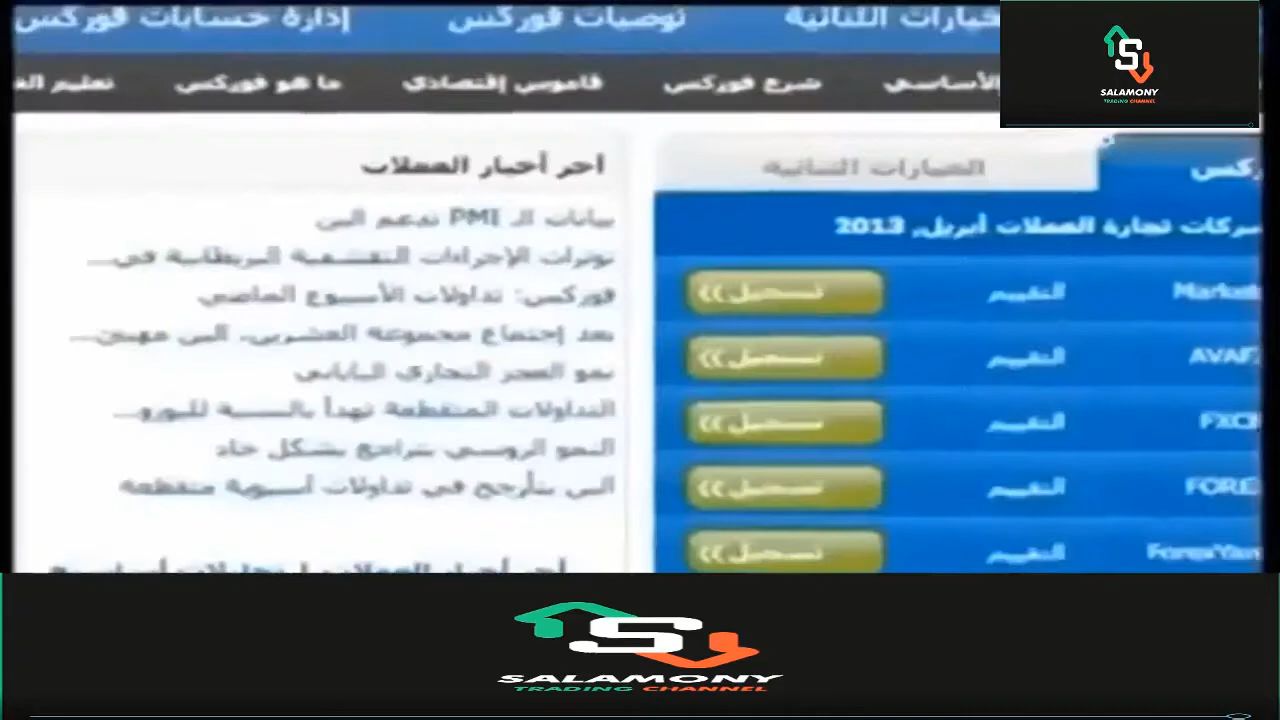 الخيارات الثنائية توصيات فوركس إدارة حسابات فوركس
الأساسي شرح فوركس قاموس إقتصادي ما هو فوركس تعليم
S
SALAMONY
TRADING CHANNEL
الخيارات الثنائية
شركات تجارة العملات أبريل, 2013
التقييم تسجيل ⟩⟩
AVAF التقييم تسجيل ⟩⟩
التقييم تسجيل ⟩⟩
FORE التقييم تسجيل ⟩⟩
التقييم تسجيل ⟩⟩
آخر أخبار العملات
بيانات الـ PMI تدعم الين
توترات الإجراءات التقشفية البريطانية في...
فوركس: تداولات الأسبوع الماضي
بعد إجتماع مجموعة العشرين، الين مهيئ...
نمو العجز التجاري الياباني
التداولات المتقطعة تهدأ بالنسبة لليورو...
النمو الروسي يتراجع بشكل حاد
الين يتأرجح في تداولات آسيوية متقطعة
S
SALAMONY
TRADING CHANNEL